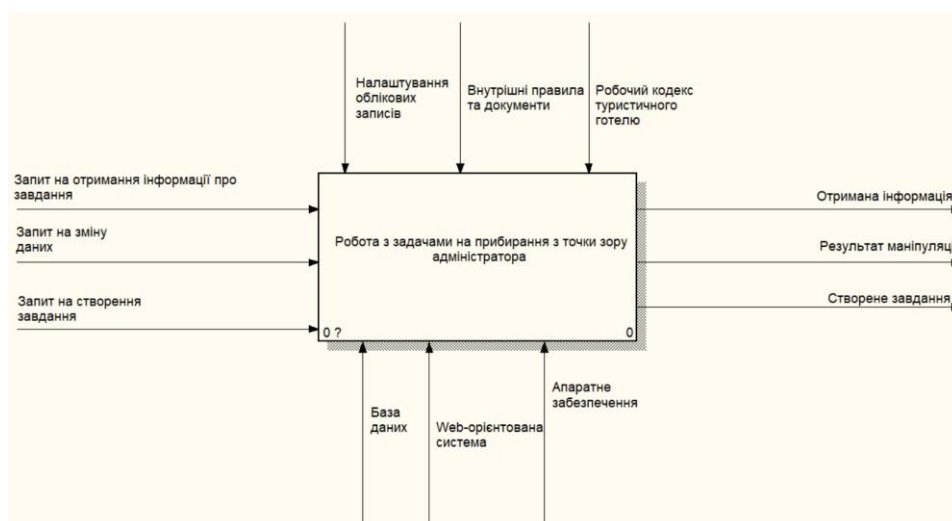 Налаштування
облікових
записів
Внутрішні правила
та документи
Робочий кодекс
туристичного
готелю
Запит на отримання інформації про
завдання
Запит на зміну
даних
Запит на створення
завдання
Робота з задачами на прибирання з точки зору
адміністратора
0 ?
0
Отримана інформація
Результат маніпуляц
Створене завдання
База
даних
Web-орієнтована
система
Апаратне
забезпечення